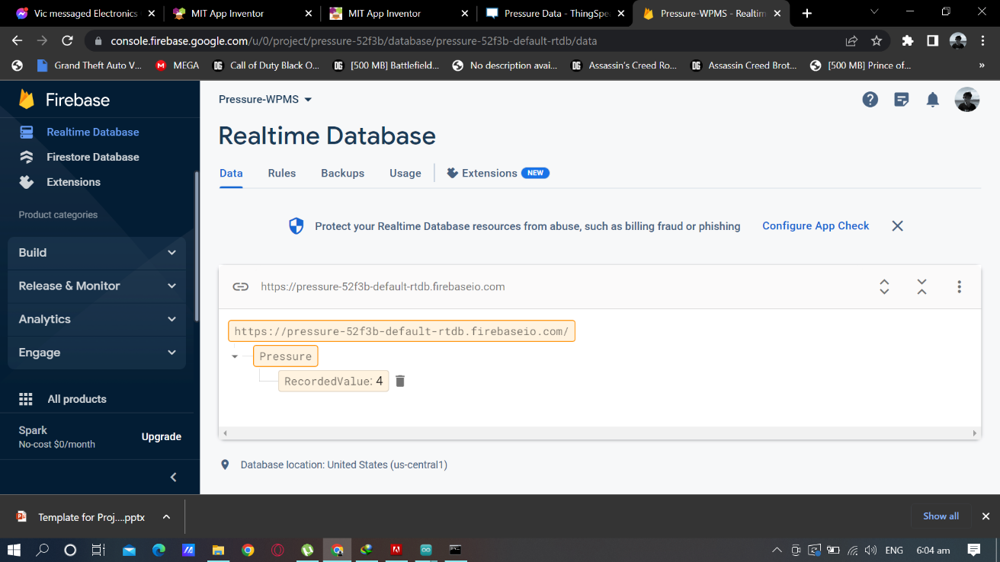 Vic messaged Electronics
MIT App Inventor
MIT App Inventor
Pressure Data - ThingSpe
Pressure-WPMS - Realtim
console.firebase.google.com/u/0/project/pressure-52f3b/database/pressure-52f3b-default-rtdb/data
Grand Theft Auto V...
MEGA
Call of Duty Black O...
[500 MB] Battlefield...
No description avai...
Assassin's Creed Ro...
Assassin Creed Brot...
[500 MB] Prince of...
»
Firebase
Realtime Database
Firestore Database
Extensions
Product categories
Build
Release & Monitor
Analytics
Engage
All products
Spark
No-cost $0/month
Upgrade
Pressure-WPMS
Realtime Database
Data
Rules
Backups
Usage
Extensions
NEW
Protect your Realtime Database resources from abuse, such as billing fraud or phishing
Configure App Check
https://pressure-52f3b-default-rtdb.firebaseio.com
https://pressure-52f3b-default-rtdb.firebaseio.com/
Pressure
RecordedValue: 4
Database location: United States (us-central1)
Template for Proj....pptx
Show all
ENG
6:04 am